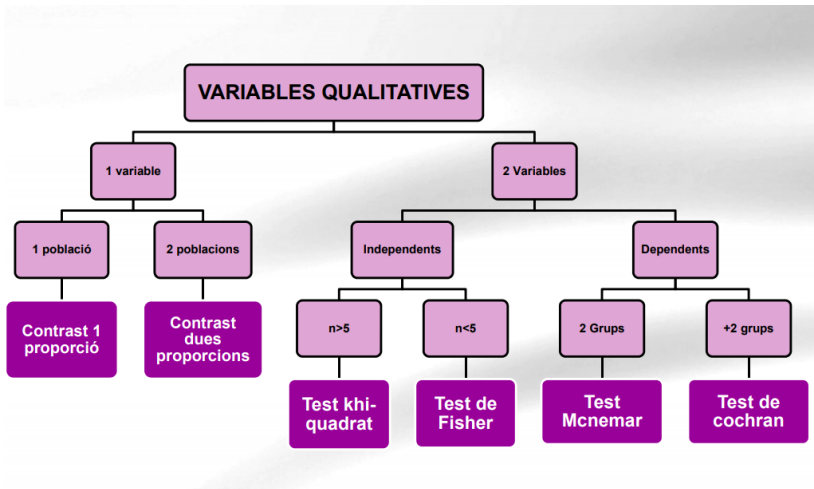 VARIABLES QUALITATIVES
1 variable
2 Variables
1 població
2 poblacions
Independents
Dependents
Contrast 1
proporció
Contrast
dues
proporcions
n>5
n<5
2 Grups
+2 grups
Test khi-
quadrat
Test de
Fisher
Test
Mcnemar
Test de
cochran